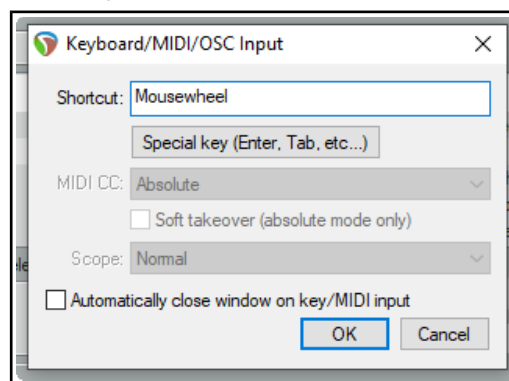 Keyboard/MIDI/OSC Input
Shortcut: Mousewheel
Special key (Enter, Tab, etc...)
MIDI CC: Absolute
Soft takeover (absolute mode only)
Scope: Normal
Automatically close window on key/MIDI input
OK Cancel